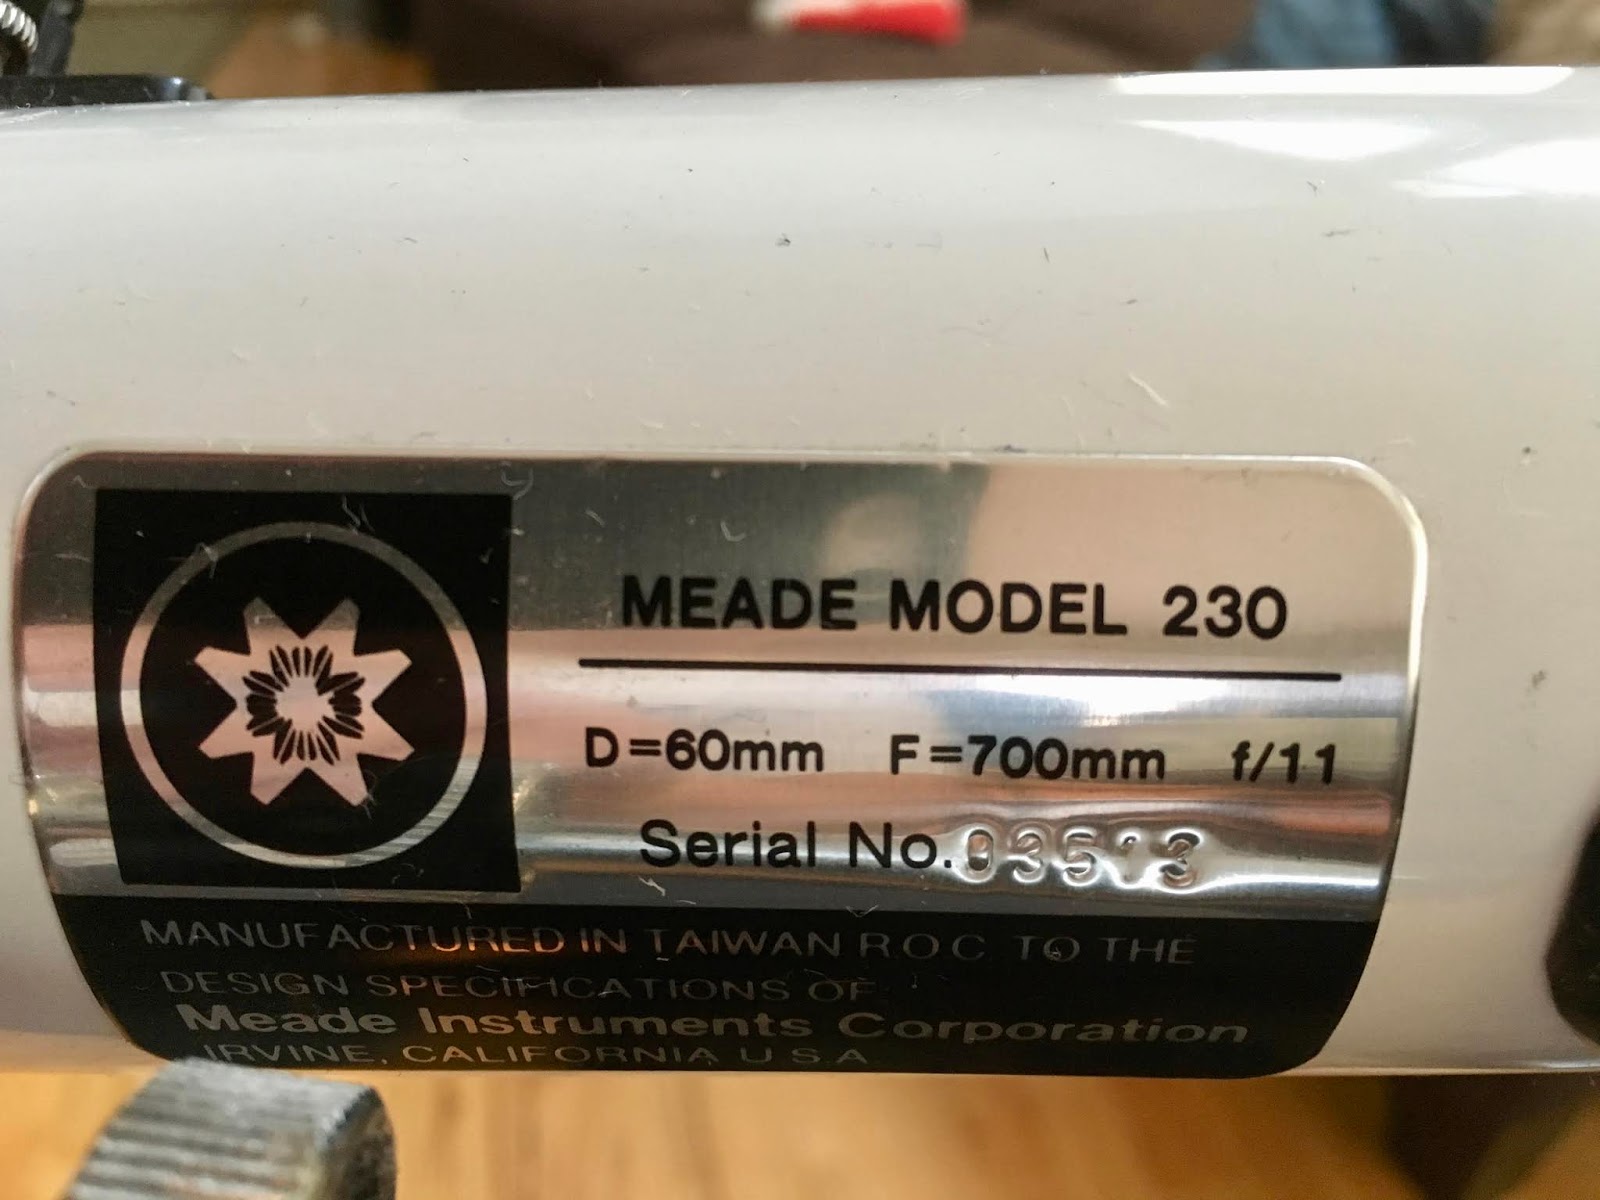 MEADE MODEL 230
D=60mm F=700mm f/11
Serial No. 03513
MANUFACTURED IN TAIWAN R O C TO THE
DESIGN SPECIFICATIONS OF
Meade Instruments Corporation
IRVINE, CALIFORNIA U S A